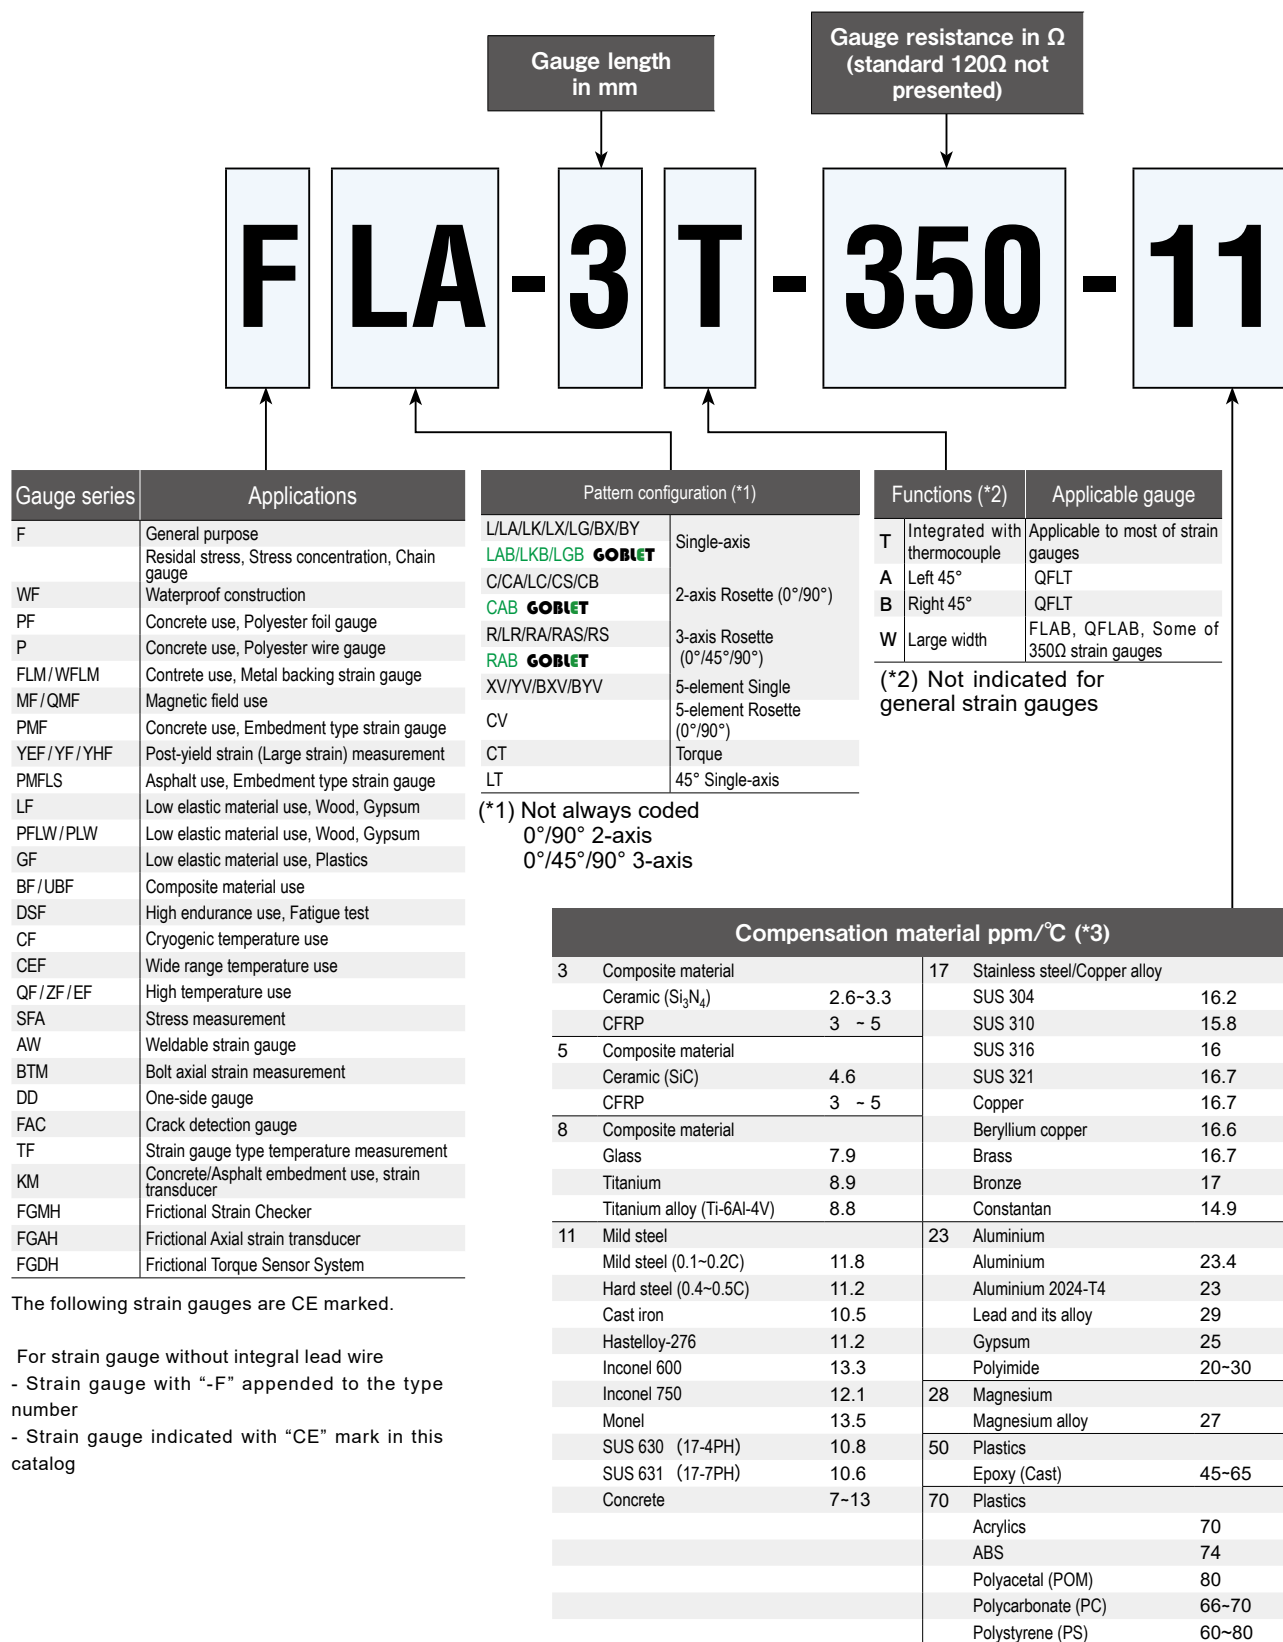 Gauge length
in mm
Gauge resistance in Ω
(standard 120Ω not
presented)
F LA - 3 T - 350 - 11
Gauge series Applications
F General purpose
Residal stress, Stress concentration, Chain
gauge
WF Waterproof construction
PF Concrete use, Polyester foil gauge
P Concrete use, Polyester wire gauge
FLM / WFLM Contrete use, Metal backing strain gauge
MF / QMF Magnetic field use
PMF Concrete use, Embedment type strain gauge
YEF / YF / YHF Post-yield strain (Large strain) measurement
PMFLS Asphalt use, Embedment type strain gauge
LF Low elastic material use, Wood, Gypsum
PFLW / PLW Low elastic material use, Wood, Gypsum
GF Low elastic material use, Plastics
BF / UBF Composite material use
DSF High endurance use, Fatigue test
CF Cryogenic temperature use
CEF Wide range temperature use
QF / ZF / EF High temperature use
SFA Stress measurement
AW Weldable strain gauge
BTM Bolt axial strain measurement
DD One-side gauge
FAC Crack detection gauge
TF Strain gauge type temperature measurement
KM Concrete/Asphalt embedment use, strain
transducer
FGMH Frictional Strain Checker
FGAH Frictional Axial strain transducer
FGDH Frictional Torque Sensor System
The following strain gauges are CE marked.
For strain gauge without integral lead wire
- Strain gauge with “-F” appended to the type
number
- Strain gauge indicated with “CE” mark in this
catalog
Pattern configuration (*1)
L/LA/LK/LX/LG/BX/BY Single-axis
LAB/LKB/LGB GOBLET
C/CA/LC/CS/CB 2-axis Rosette (0°/90°)
CAB GOBLET
R/LR/RA/RAS/RS 3-axis Rosette
RAB GOBLET (0°/45°/90°)
XV/YV/BXV/BYV 5-element Single
CV 5-element Rosette
(0°/90°)
CT Torque
LT 45° Single-axis
(*1) Not always coded
0°/90° 2-axis
0°/45°/90° 3-axis
Functions (*2) Applicable gauge
T Integrated with thermocouple Applicable to most of strain gauges
A Left 45° QFLT
B Right 45° QFLT
W Large width FLAB, QFLAB, Some of 350Ω strain gauges
(*2) Not indicated for
general strain gauges
Compensation material ppm/℃ (*3)
3 Composite material
Ceramic (Si₃N₄) 2.6~3.3
CFRP 3 ~ 5
5 Composite material
Ceramic (SiC) 4.6
CFRP 3 ~ 5
8 Composite material
Glass 7.9
Titanium 8.9
Titanium alloy (Ti-6Al-4V) 8.8
11 Mild steel
Mild steel (0.1~0.2C) 11.8
Hard steel (0.4~0.5C) 11.2
Cast iron 10.5
Hastelloy-276 11.2
Inconel 600 13.3
Inconel 750 12.1
Monel 13.5
SUS 630 (17-4PH) 10.8
SUS 631 (17-7PH) 10.6
Concrete 7~13
17 Stainless steel/Copper alloy
SUS 304 16.2
SUS 310 15.8
SUS 316 16
SUS 321 16.7
Copper 16.7
Beryllium copper 16.6
Brass 16.7
Bronze 17
Constantan 14.9
23 Aluminium
Aluminium 23.4
Aluminium 2024-T4 23
Lead and its alloy 29
Gypsum 25
Polyimide 20~30
28 Magnesium
Magnesium alloy 27
50 Plastics
Epoxy (Cast) 45~65
70 Plastics
Acrylics 70
ABS 74
Polyacetal (POM) 80
Polycarbonate (PC) 66~70
Polystyrene (PS) 60~80